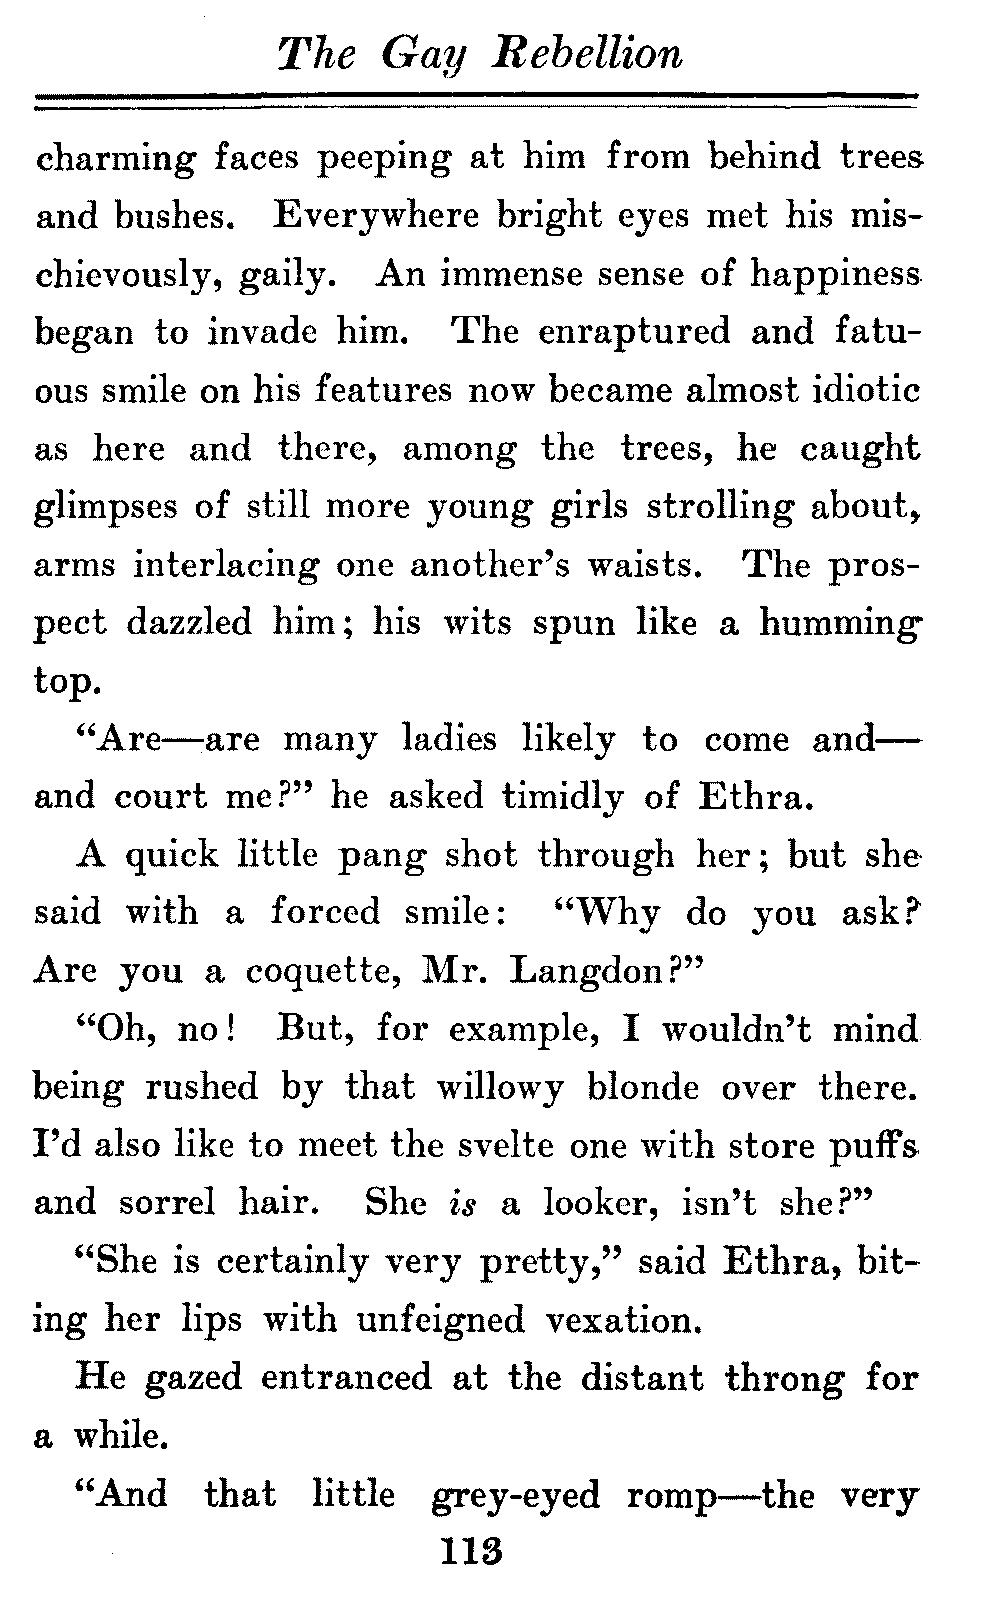 The Gay Rebellion
charming faces peeping at him from behind trees
and bushes. Everywhere bright eyes met his mis-
chievously, gaily. An immense sense of happiness
began to invade him. The enraptured and fatu-
ous smile on his features now became almost idiotic
as here and there, among the trees, he caught
glimpses of still more young girls strolling about,
arms interlacing one another's waists. The pros-
pect dazzled him; his wits spun like a humming
top.
“Are—are many ladies likely to come and—
and court me?” he asked timidly of Ethra.
A quick little pang shot through her; but she
said with a forced smile: “Why do you ask?
Are you a coquette, Mr. Langdon?”
“Oh, no! But, for example, I wouldn't mind
being rushed by that willowy blonde over there.
I'd also like to meet the svelte one with store puffs
and sorrel hair. She is a looker, isn't she?”
“She is certainly very pretty,” said Ethra, bit-
ing her lips with unfeigned vexation.
He gazed entranced at the distant throng for
a while.
“And that little grey-eyed romp—the very
113